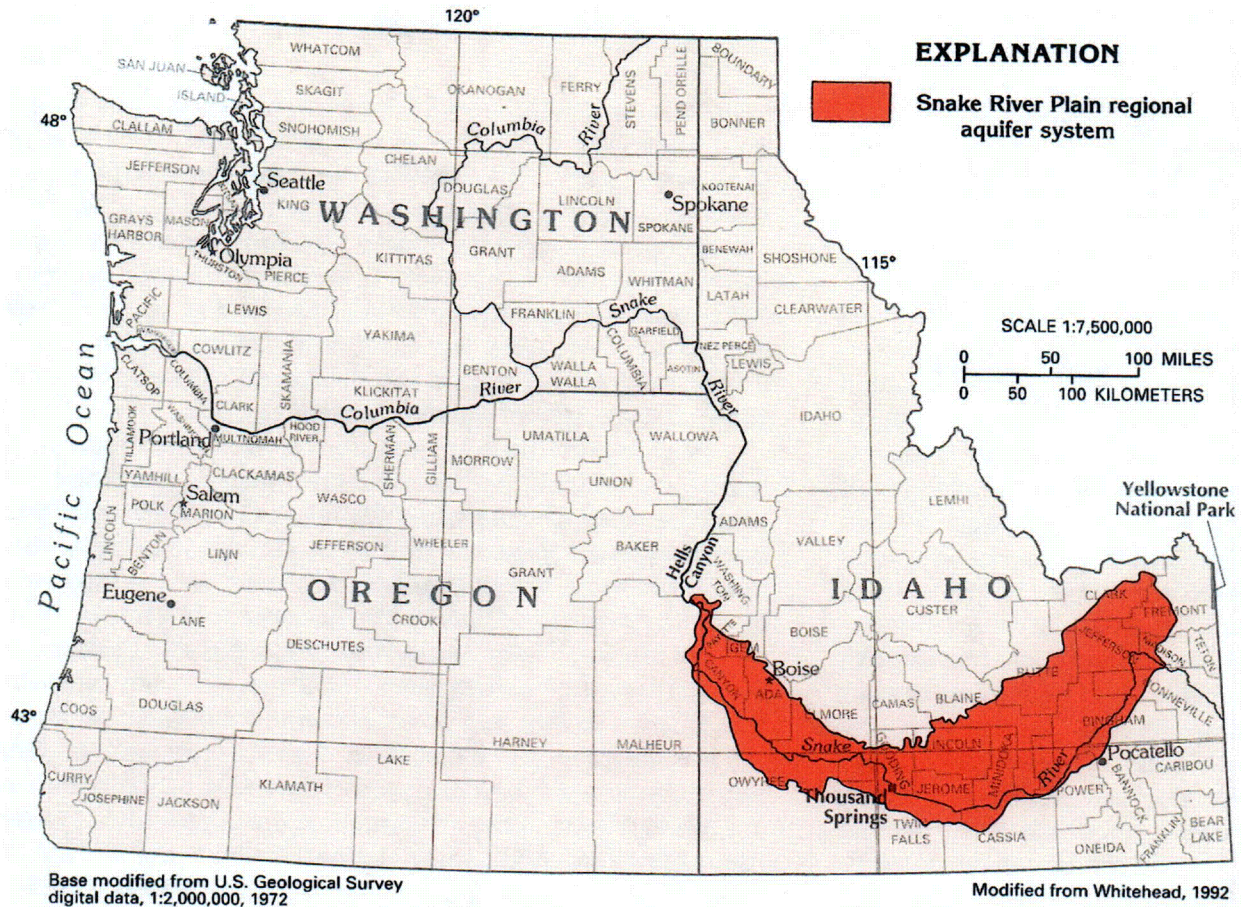 120°
EXPLANATION
Snake River Plain regional
aquifer system
WHATCOM
SAN JUAN
ISLAND
SKAGIT
OKANOGAN
FERRY
STEVENS
PEND OREILLE
BOUNDARY
BONNER
48°
CLALLAM
SNOHOMISH
Columbia
River
CHELAN
JEFFERSON
DOUGLAS
Seattle
KING
LINCOLN
Spokane
SPOKANE
KOOTENAI
WASHINGTON
GRAYS
HARBOR
MASON
Olympia
THURSTON
PIERCE
KITTITAS
GRANT
ADAMS
WHITMAN
BENEWAH
SHOSHONE
115°
LATAH
CLEARWATER
PACIFIC
LEWIS
YAKIMA
FRANKLIN
Snake
GARFIELD
COLUMBIA
ASOTIN
NEZ PERCE
LEWIS
River
SCALE 1:7,500,000
0 50 100 MILES
0 50 100 KILOMETERS
COWLITZ
SKAMANIA
BENTON
WALLA
WALLA
CLATSOP
COLUMBIA
CLARK
KLICKITAT
Columbia
River
IDAHO
Pacific Ocean
Portland
MULTNOMAH
HOOD
RIVER
TILLAMOOK
SHERMAN
GILLIAM
MORROW
UMATILLA
WALLOWA
UNION
YAMHILL
CLACKAMAS
WASCO
POLK
Salem
MARION
LINCOLN
BENTON
LINN
JEFFERSON
WHEELER
GRANT
BAKER
Hells
Canyon
ADAMS
WASHING
TON
VALLEY
LEMHI
Yellowstone
National Park
OREGON
IDAHO
Eugene
LANE
CROOK
DESCHUTES
CUSTER
CLARK
FREMONT
BOISE
GEM
CANYON
ADA
Boise
JEFFERSON
MADISON
TETON
BUTTE
BONNEVILLE
43°
COOS
DOUGLAS
ELMORE
CAMAS
BLAINE
BINGHAM
HARNEY
MALHEUR
LAKE
KLAMATH
CURRY
JOSEPHINE
JACKSON
Snake
GOODING
LINCOLN
MINIDOKA
River
Pocatello
CARIBOU
OWYHEE
Thousand
Springs
JEROME
POWER
BANNOCK
TWIN
FALLS
CASSIA
ONEIDA
FRANKLIN
BEAR
LAKE
Base modified from U.S. Geological Survey
digital data, 1:2,000,000, 1972
Modified from Whitehead, 1992